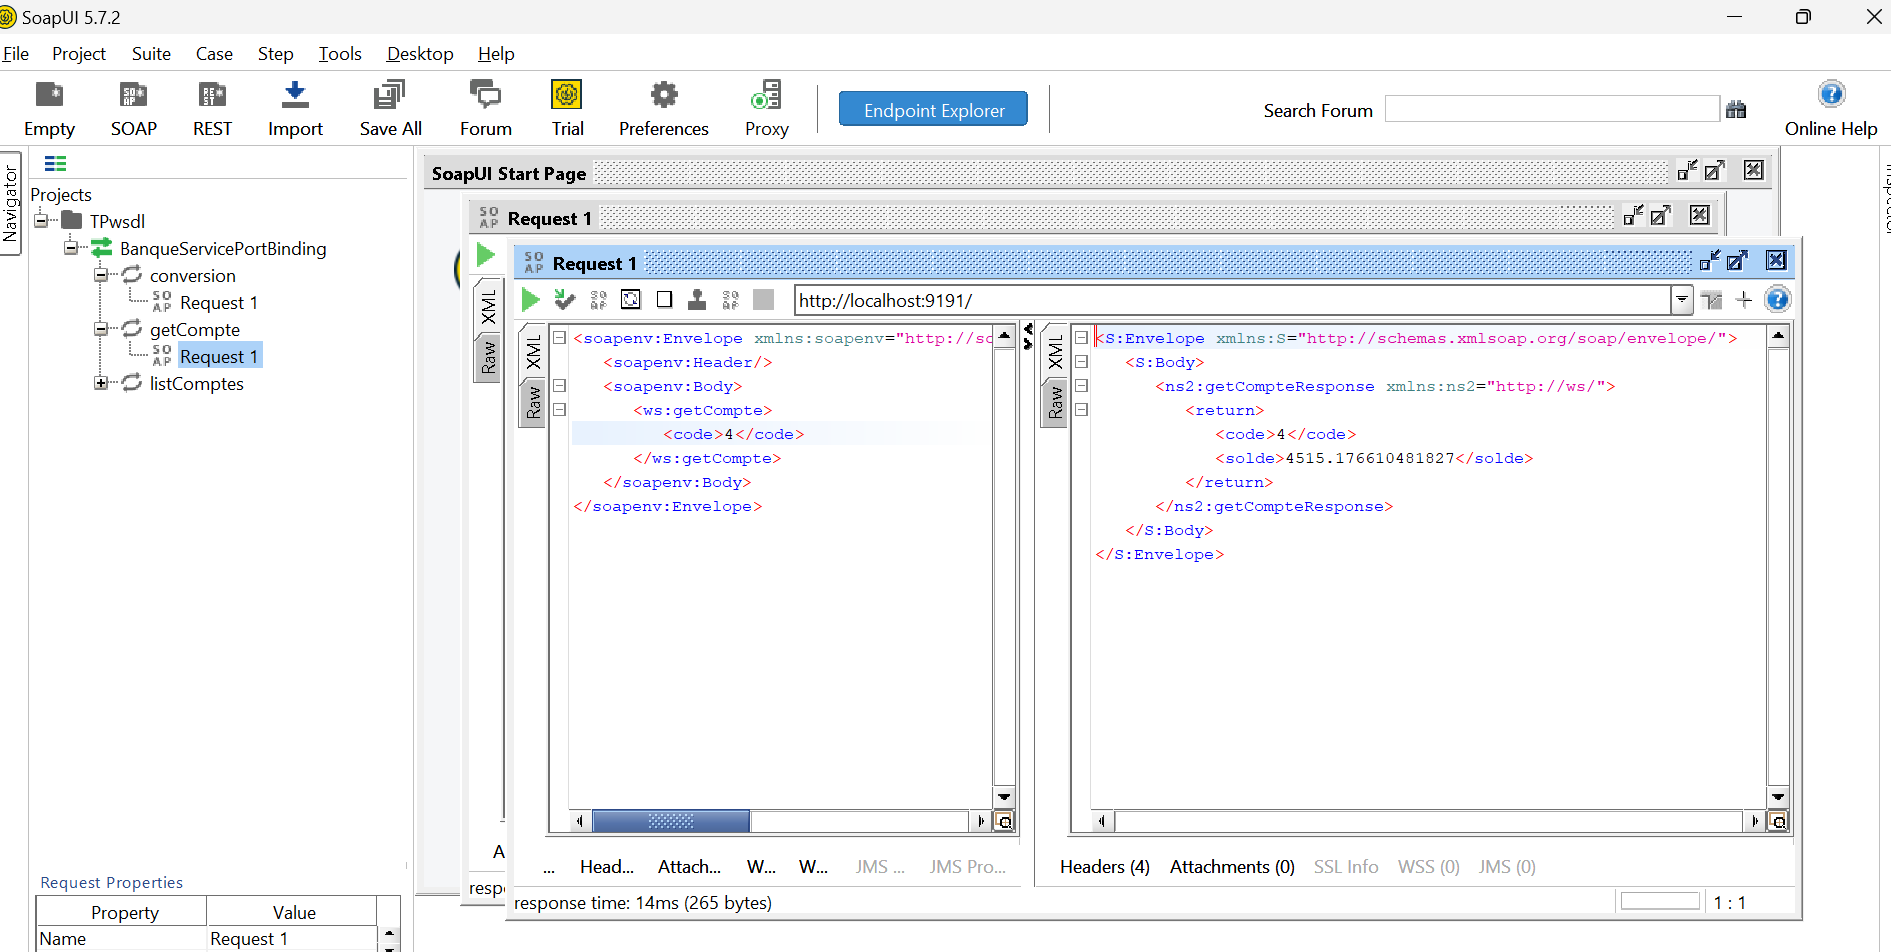 SoapUI 5.7.2
File Project Suite Case Step Tools Desktop Help
Empty SOAP REST Import Save All Forum Trial Preferences Proxy Endpoint Explorer Search Forum Online Help
Navigator
Projects
TPwsdl
BanqueServicePortBinding
conversion
Request 1
getCompte
Request 1
listComptes
SoapUI Start Page
Request 1
Request 1
http://localhost:9191/
XML
Raw
XML
Raw
<soapenv:Envelope xmlns:soapenv="http://sc
<soapenv:Header/>
<soapenv:Body>
<ws:getCompte>
<code>4</code>
</ws:getCompte>
</soapenv:Body>
</soapenv:Envelope>
XML
Raw
<S:Envelope xmlns:S="http://schemas.xmlsoap.org/soap/envelope/">
<S:Body>
<ns2:getCompteResponse xmlns:ns2="http://ws/">
<return>
<code>4</code>
<solde>4515.176610481827</solde>
</return>
</ns2:getCompteResponse>
</S:Body>
</S:Envelope>
A
... Head... Attach... W... W... JMS ... JMS Pro...
Headers (4) Attachments (0) SSL Info WSS (0) JMS (0)
resp
response time: 14ms (265 bytes)
1 : 1
Request Properties
Property Value
Name Request 1